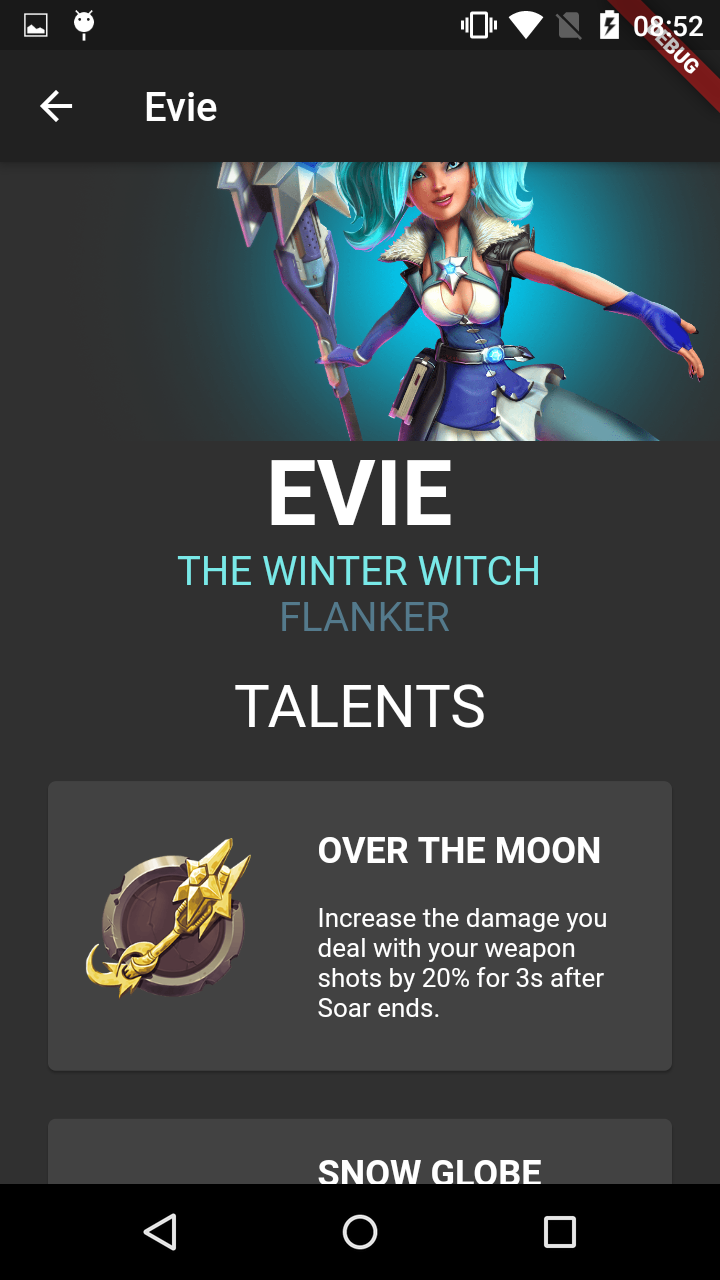 08:52
DEBUG
Evie
EVIE
THE WINTER WITCH
FLANKER
TALENTS
OVER THE MOON
Increase the damage you
deal with your weapon
shots by 20% for 3s after
Soar ends.
SNOW GLOBE